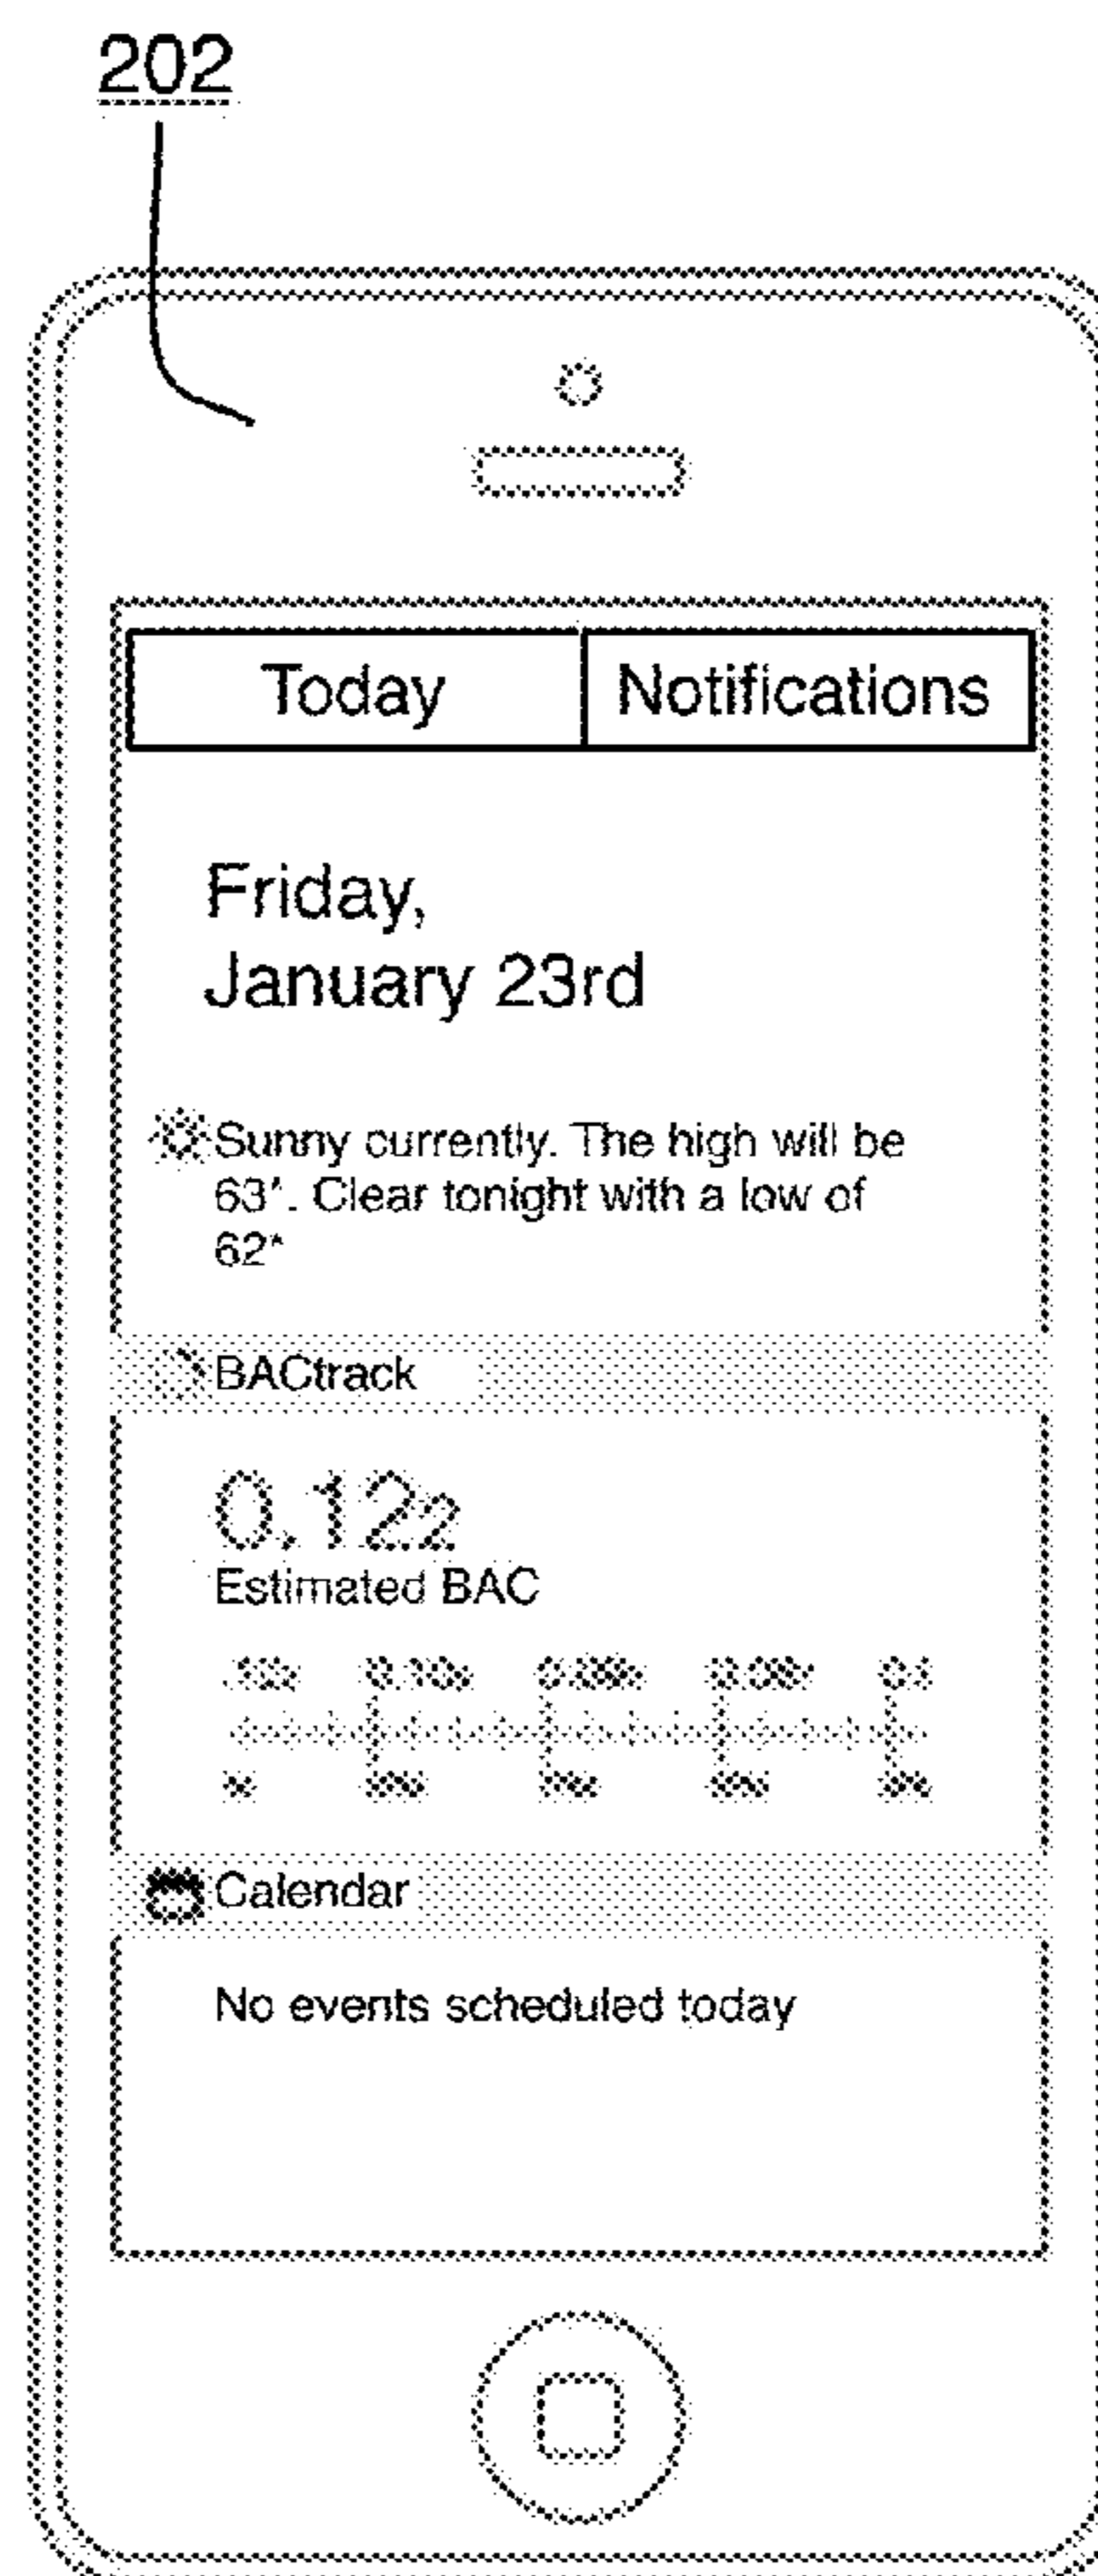 202
Today
Notifications
Friday,
January 23rd
Sunny currently. The high will be
63°. Clear tonight with a low of
62°
BACtrack
0.122
Estimated BAC
Calendar
No events scheduled today